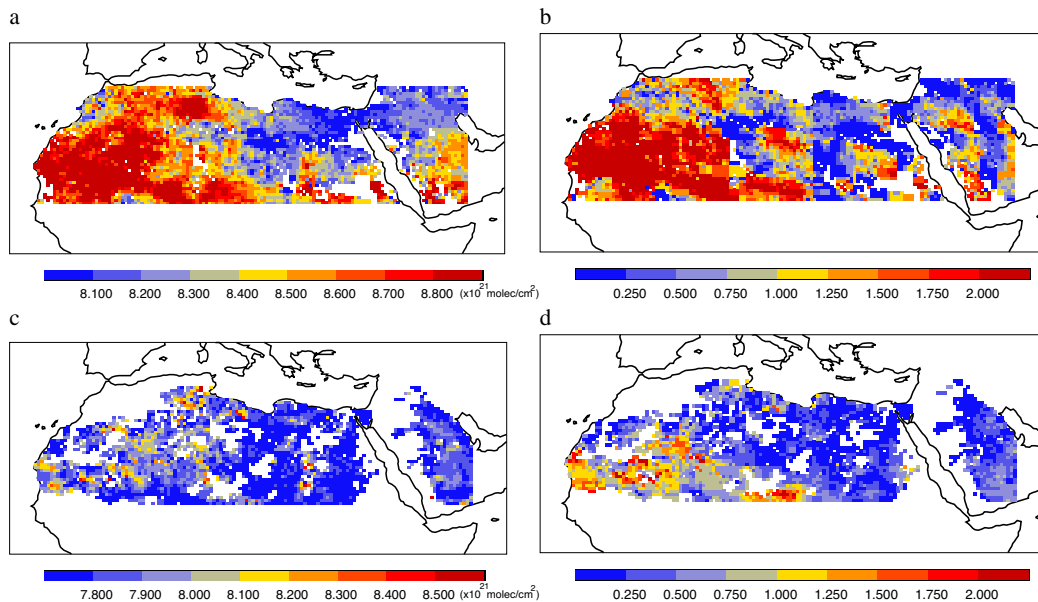 a
b
8.100 8.200 8.300 8.400 8.500 8.600 8.700 8.800 (x10^21 molec/cm^2)
0.250 0.500 0.750 1.000 1.250 1.500 1.750 2.000
c
d
7.800 7.900 8.000 8.100 8.200 8.300 8.400 8.500 (x10^21 molec/cm^2)
0.250 0.500 0.750 1.000 1.250 1.500 1.750 2.000